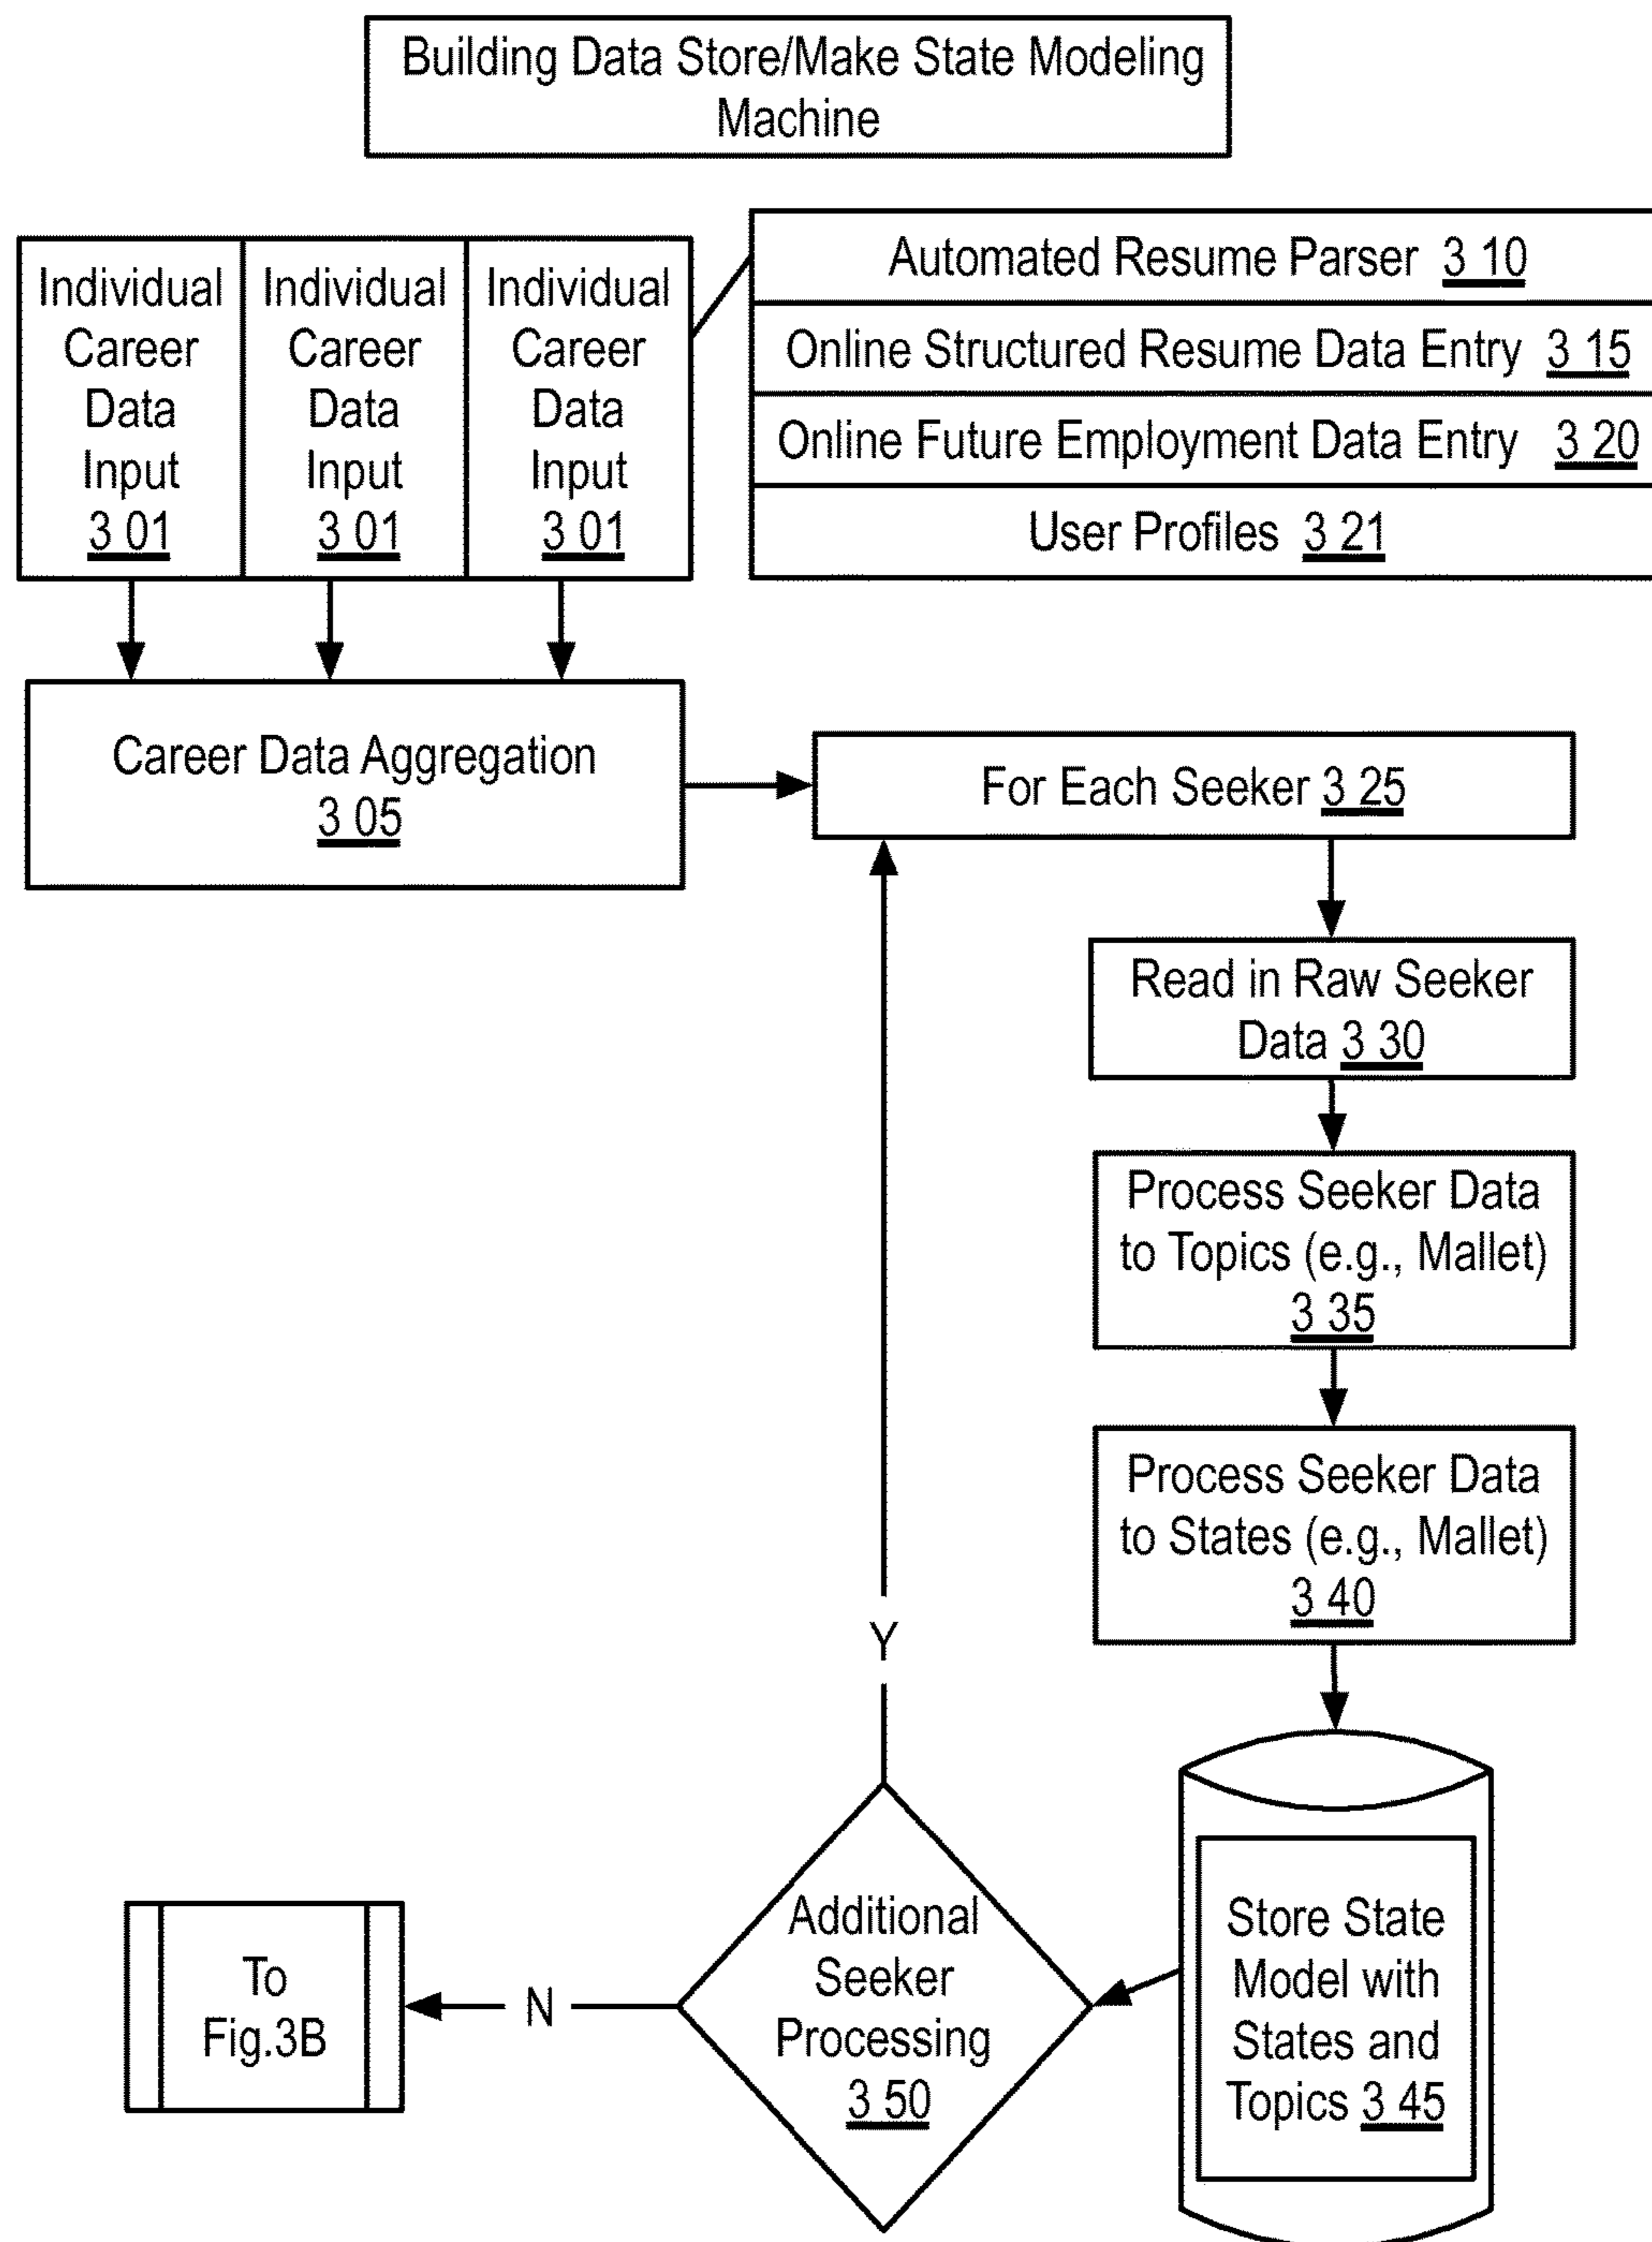 Building Data Store/Make State Modeling
Machine
Individual
Career
Data
Input
3 01
Individual
Career
Data
Input
3 01
Individual
Career
Data
Input
3 01
Automated Resume Parser 3 10
Online Structured Resume Data Entry 3 15
Online Future Employment Data Entry 3 20
User Profiles 3 21
Career Data Aggregation
3 05
For Each Seeker 3 25
Read in Raw Seeker
Data 3 30
Process Seeker Data
to Topics (e.g., Mallet)
3 35
Process Seeker Data
to States (e.g., Mallet)
3 40
Y
Store State
Model with
States and
Topics 3 45
Additional
Seeker
Processing
3 50
N
To
Fig.3B